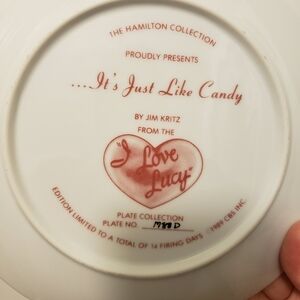 THE HAMILTON COLLECTION
PROUDLY PRESENTS
...It's Just Like Candy
BY JIM KRITZ
FROM THE
"I Love
Lucy"
PLATE COLLECTION
PLATE NO.
EDITION LIMITED TO A TOTAL OF 14 FIRING DAYS ©1989 CBS INC.